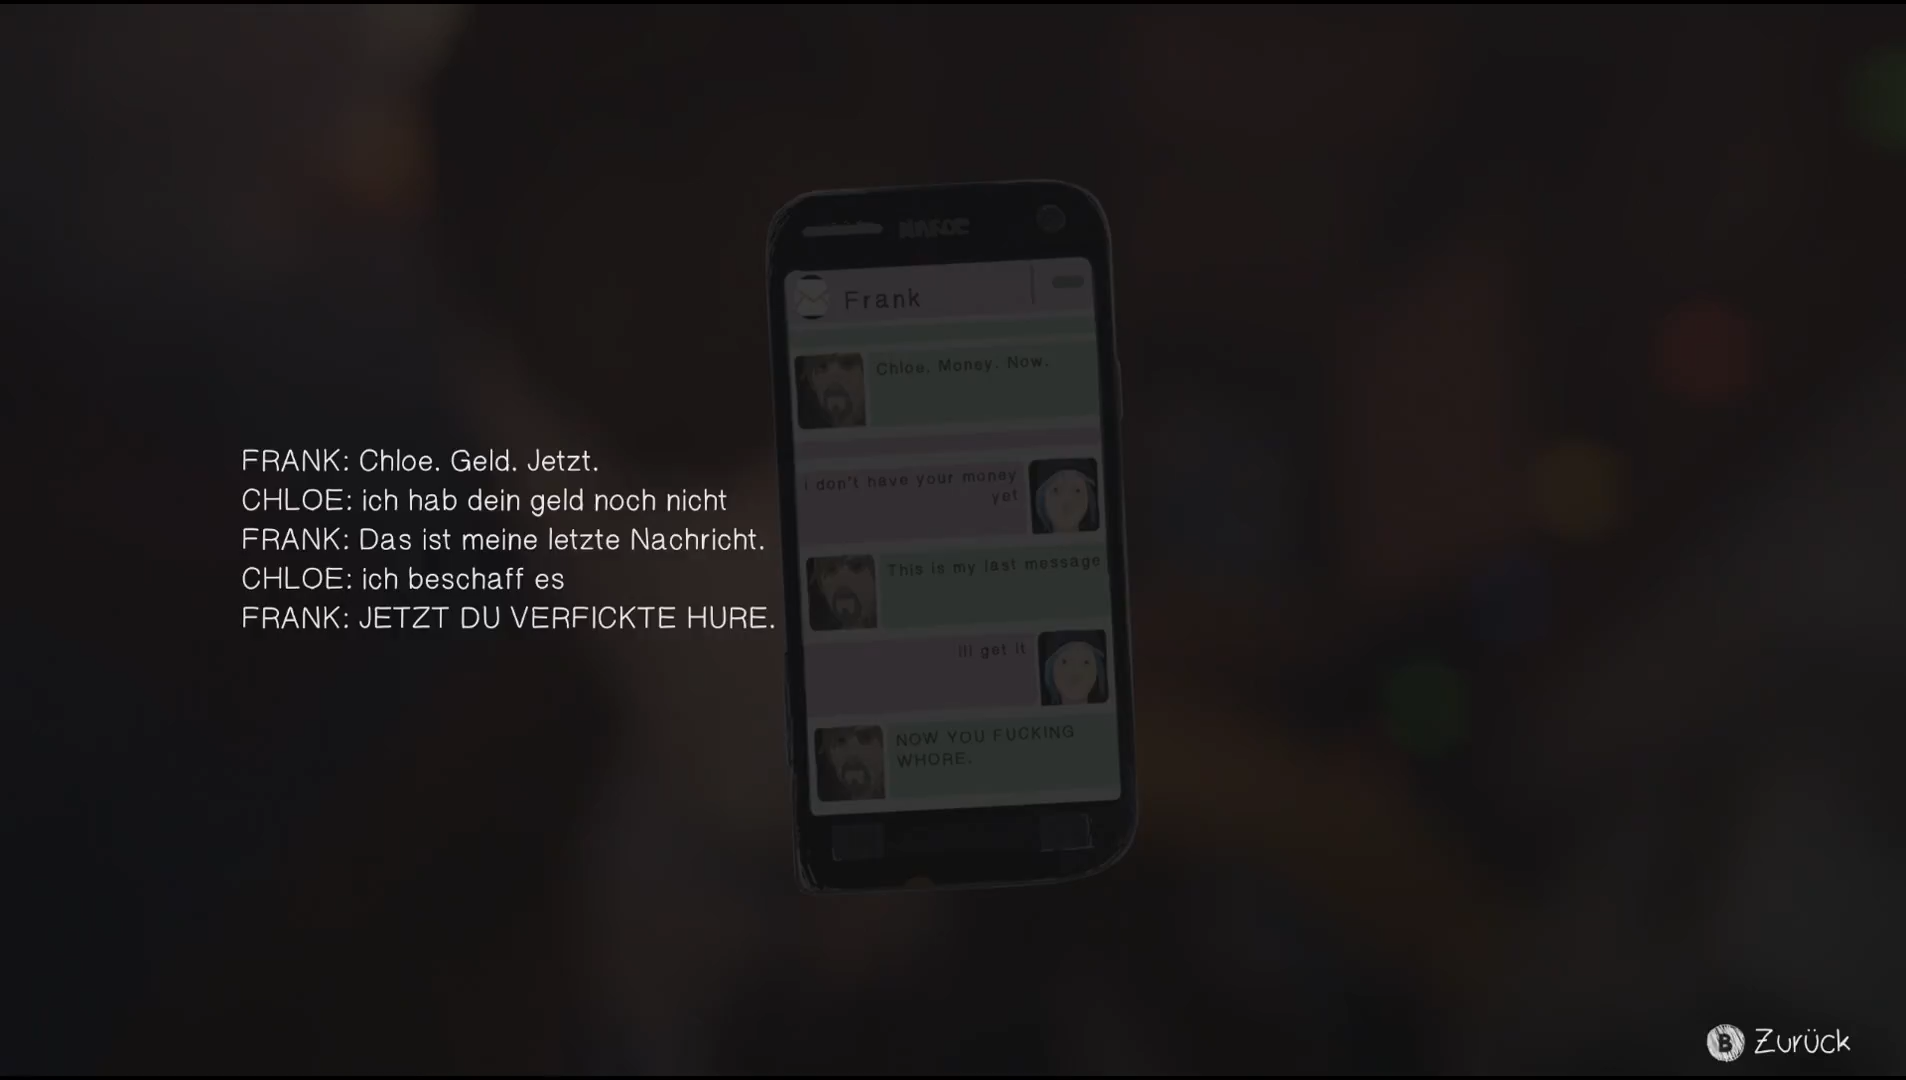 Frank
Chloe. Money. Now.
i don't have your money
yet
This is my last message
ill get it
NOW YOU FUCKING
WHORE.
FRANK: Chloe. Geld. Jetzt.
CHLOE: ich hab dein geld noch nicht
FRANK: Das ist meine letzte Nachricht.
CHLOE: ich beschaff es
FRANK: JETZT DU VERFICKTE HURE.
B Zurück